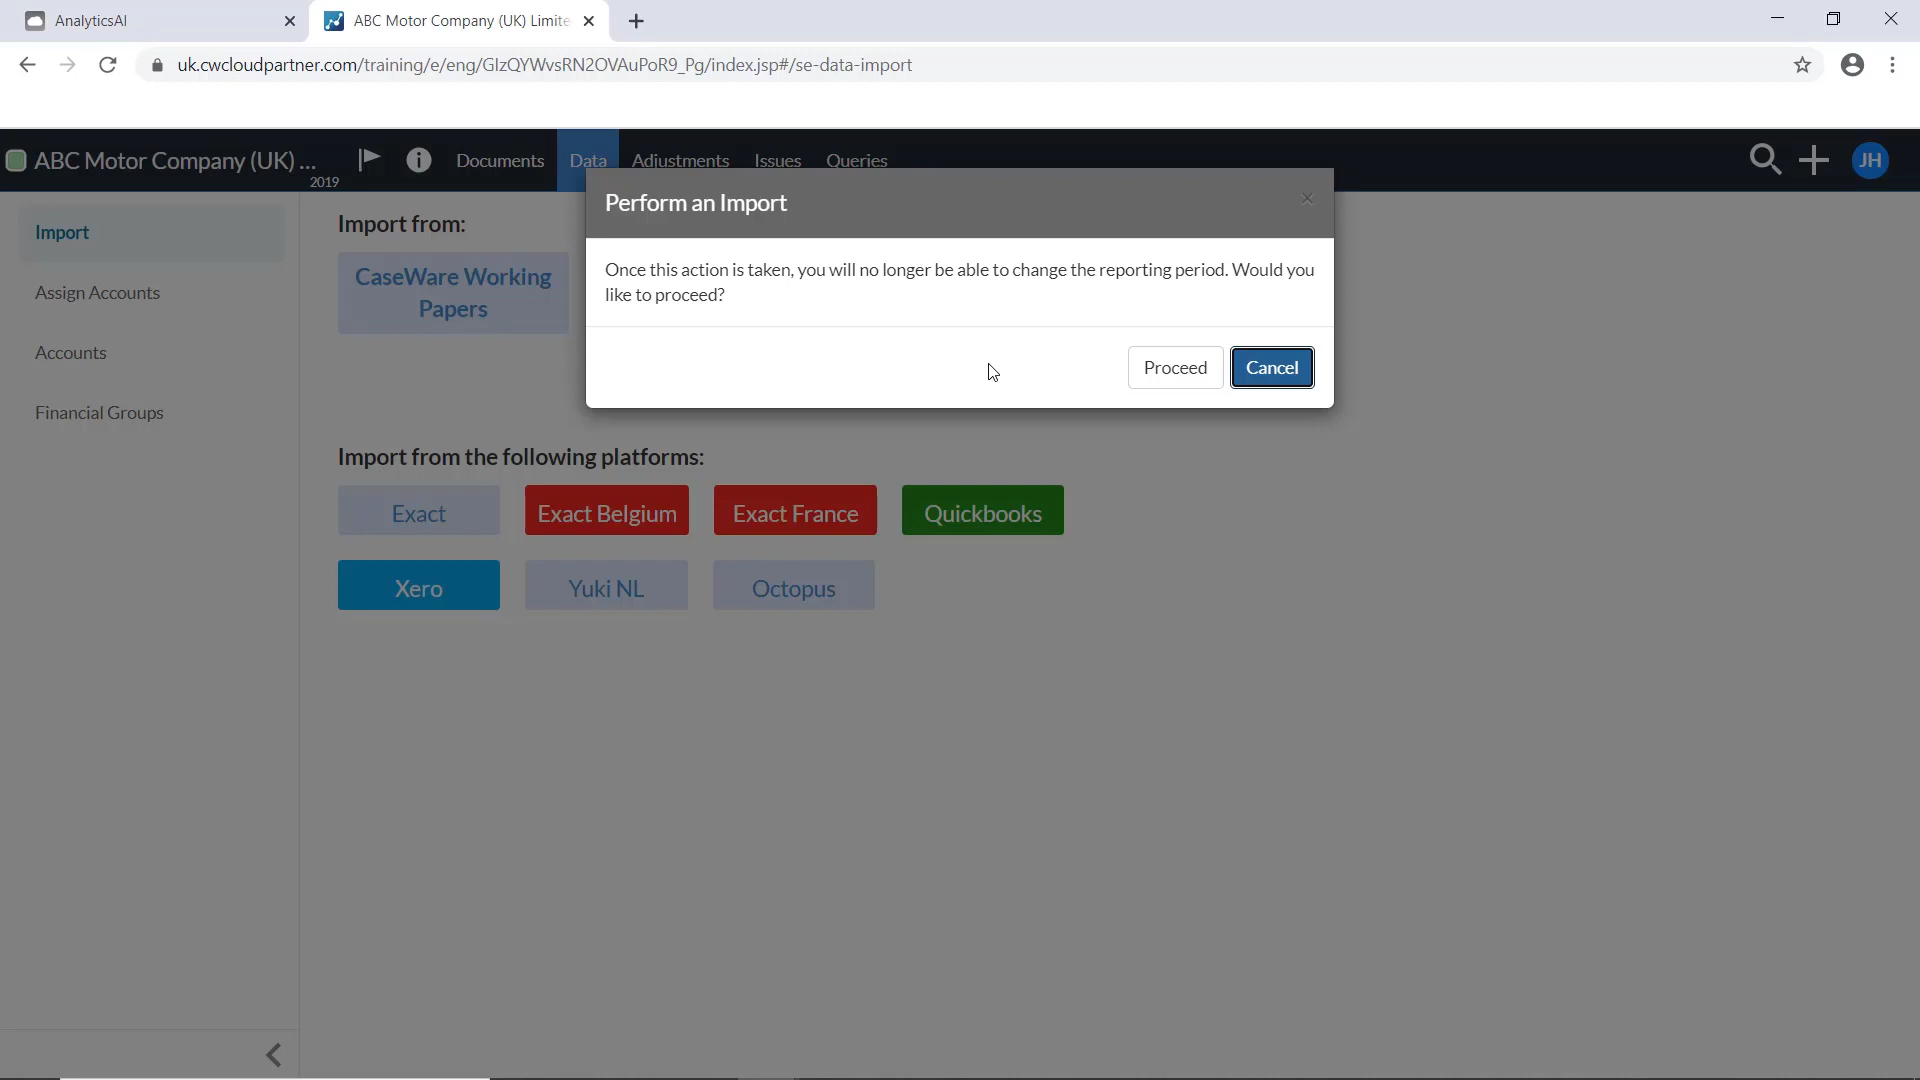 AnalyticsAI
ABC Motor Company (UK) Limite
uk.cwcloudpartner.com/training/e/eng/GIzQYWvsRN2OVAuPoR9_Pg/index.jsp#/se-data-import
ABC Motor Company (UK) ...
2019
Documents
Data
Adjustments
Issues
Queries
JH
Perform an Import
Once this action is taken, you will no longer be able to change the reporting period. Would you
like to proceed?
Proceed
Cancel
Import
Assign Accounts
Accounts
Financial Groups
Import from:
CaseWare Working
Papers
Import from the following platforms:
Exact
Exact Belgium
Exact France
Quickbooks
Xero
Yuki NL
Octopus